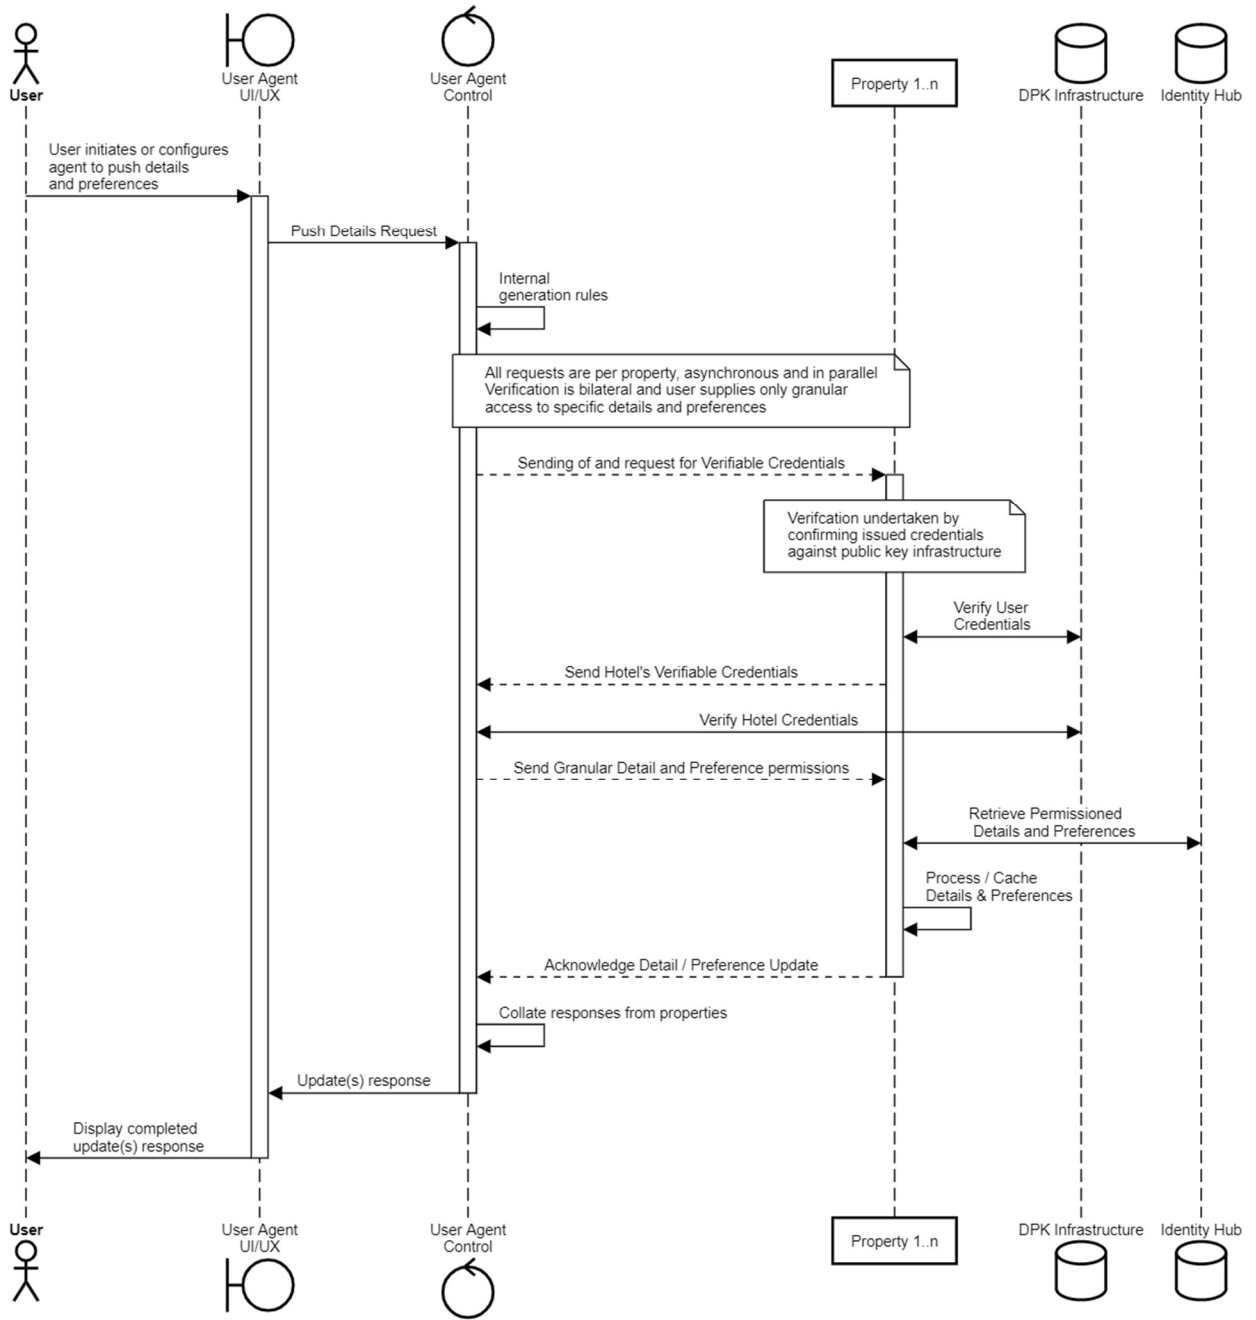 User
User Agent
UI/UX
User Agent
Control
Property 1..n
DPK Infrastructure
Identity Hub
User initiates or configures
agent to push details
and preferences
Push Details Request
Internal
generation rules
All requests are per property, asynchronous and in parallel
Verification is bilateral and user supplies only granular
access to specific details and preferences
Sending of and request for Verifiable Credentials
Verifcation undertaken by
confirming issued credentials
against public key infrastructure
Verify User
Credentials
Send Hotel's Verifiable Credentials
Verify Hotel Credentials
Send Granular Detail and Preference permissions
Retrieve Permissioned
Details and Preferences
Process / Cache
Details & Preferences
Acknowledge Detail / Preference Update
Collate responses from properties
Update(s) response
Display completed
update(s) response
User
User Agent
UI/UX
User Agent
Control
Property 1..n
DPK Infrastructure
Identity Hub